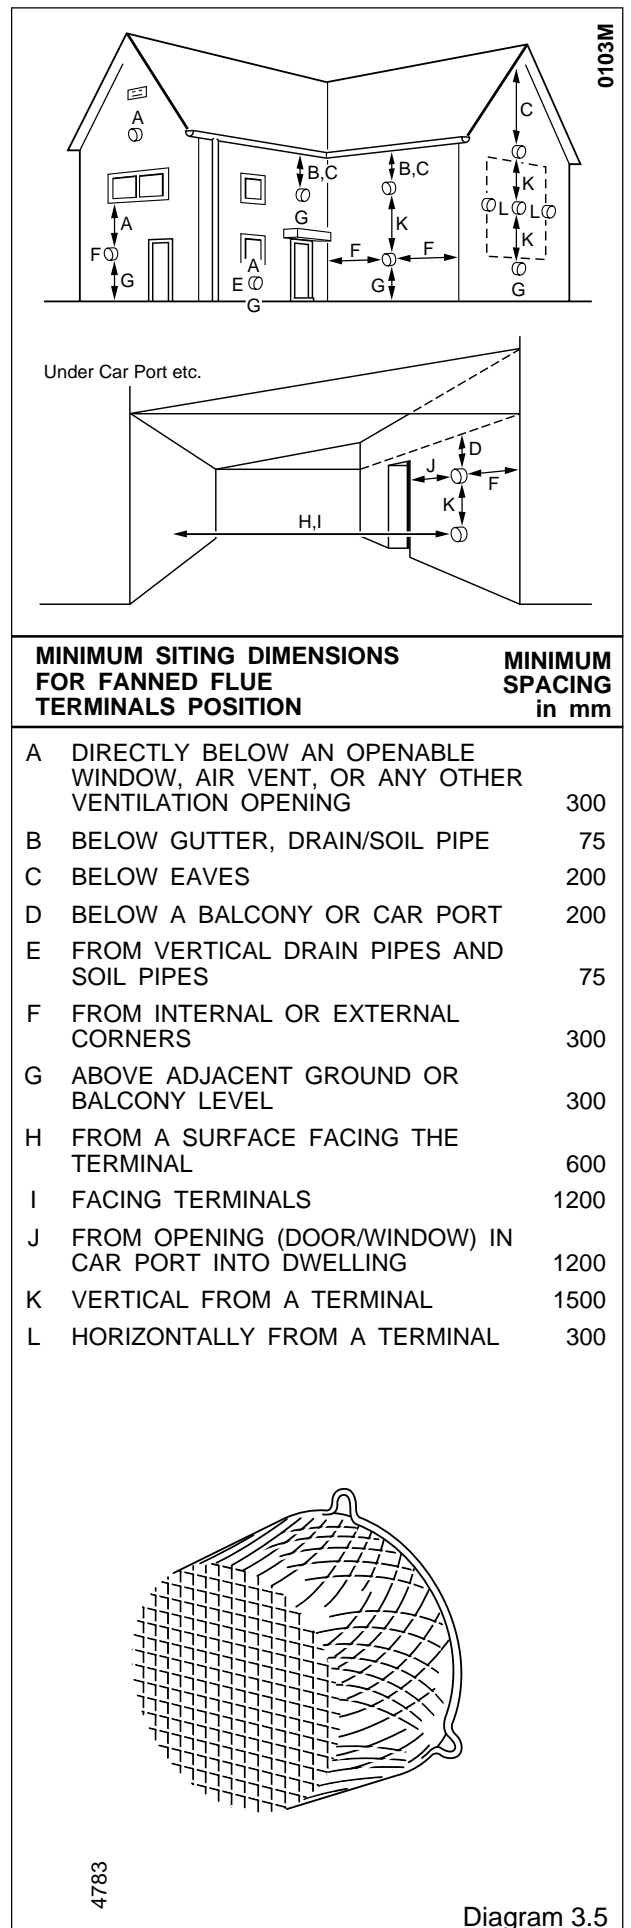 0103M
A
C
B,C
B,C
K
A
G
K
L
L
F
F
F
K
A
G
E
G
G
G
Under Car Port etc.
D
J
F
K
H,I
MINIMUM SITING DIMENSIONS
FOR FANNED FLUE
TERMINALS POSITION
MINIMUM
SPACING
in mm
A DIRECTLY BELOW AN OPENABLE
WINDOW, AIR VENT, OR ANY OTHER
VENTILATION OPENING 300
B BELOW GUTTER, DRAIN/SOIL PIPE 75
C BELOW EAVES 200
D BELOW A BALCONY OR CAR PORT 200
E FROM VERTICAL DRAIN PIPES AND
SOIL PIPES 75
F FROM INTERNAL OR EXTERNAL
CORNERS 300
G ABOVE ADJACENT GROUND OR
BALCONY LEVEL 300
H FROM A SURFACE FACING THE
TERMINAL 600
I FACING TERMINALS 1200
J FROM OPENING (DOOR/WINDOW) IN
CAR PORT INTO DWELLING 1200
K VERTICAL FROM A TERMINAL 1500
L HORIZONTALLY FROM A TERMINAL 300
4783
Diagram 3.5